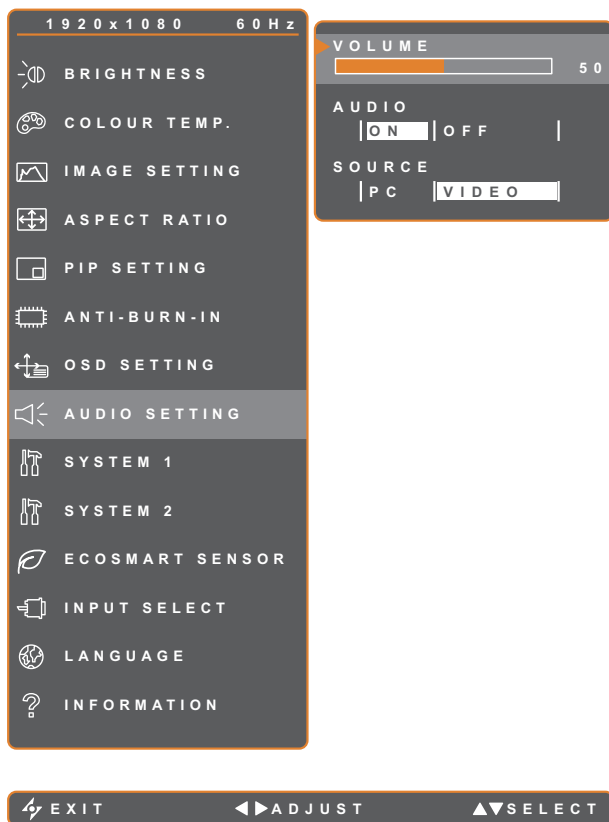 1920x1080 60Hz
BRIGHTNESS
COLOUR TEMP.
IMAGE SETTING
ASPECT RATIO
PIP SETTING
ANTI-BURN-IN
OSD SETTING
AUDIO SETTING
SYSTEM 1
SYSTEM 2
ECOSMART SENSOR
INPUT SELECT
LANGUAGE
INFORMATION
VOLUME
50
AUDIO
ON OFF
SOURCE
PC VIDEO
EXIT ADJUST SELECT